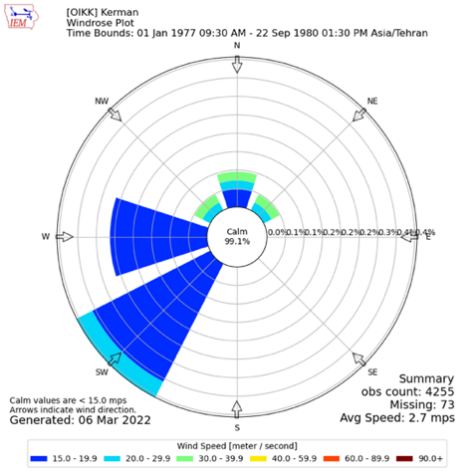 IEM
[OIKK] Kerman
Windrose Plot
Time Bounds: 01 Jan 1977 09:30 AM - 22 Sep 1980 01:30 PM Asia/Tehran
N
NW
NE
Calm
99.1%
W
0.0%0.1%0.1%0.2%0.2%0.2%0.3%0.4%0.4%
E
SW
SE
S
Calm values are < 15.0 mps
Arrows indicate wind direction.
Generated: 06 Mar 2022
Summary
obs count: 4255
Missing: 73
Avg Speed: 2.7 mps
Wind Speed [meter / second]
15.0 - 19.9 20.0 - 29.9 30.0 - 39.9 40.0 - 59.9 60.0 - 89.9 90.0+